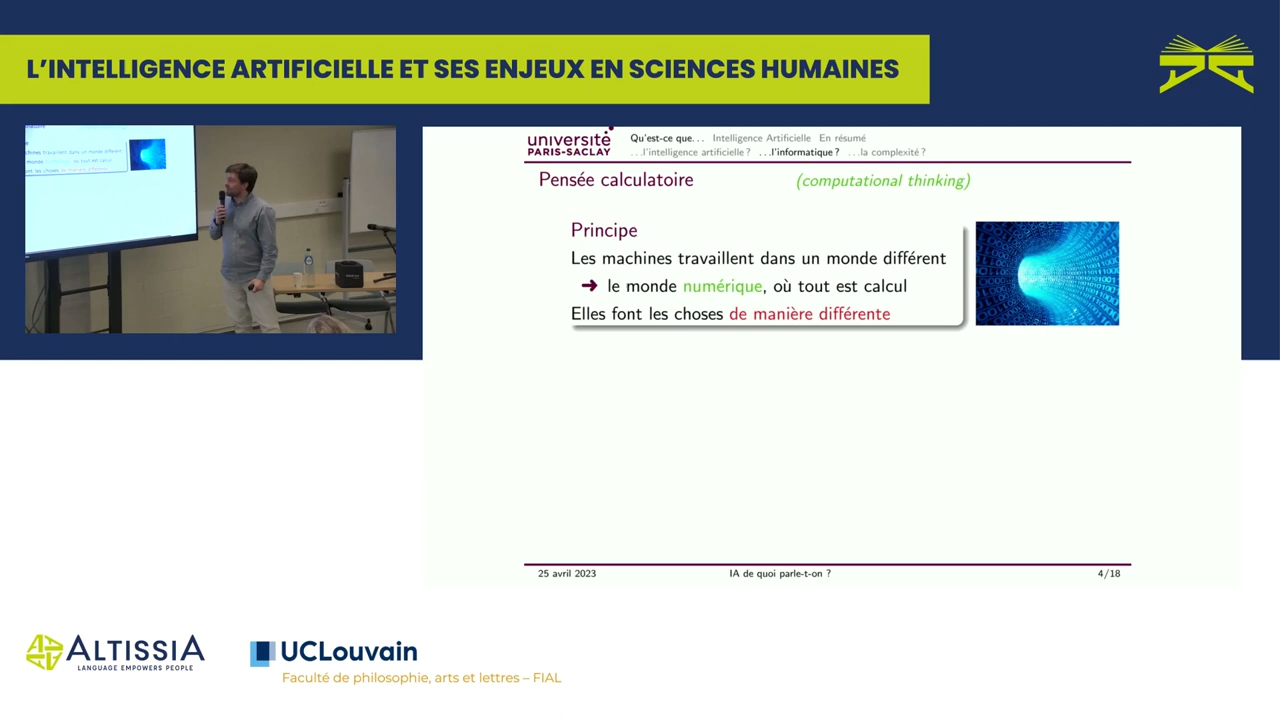 L'INTELLIGENCE ARTIFICIELLE ET SES ENJEUX EN SCIENCES HUMAINES
université
PARIS-SACLAY
Qu'est-ce que... Intelligence Artificielle En résumé
...l'intelligence artificielle ? ...l'informatique ? ...la complexité ?
Pensée calculatoire (computational thinking)
Principe
Les machines travaillent dans un monde différent
➜ le monde numérique, où tout est calcul
Elles font les choses de manière différente
25 avril 2023 IA de quoi parle-t-on ? 4/18
ALTISSIA
LANGUAGE EMPOWERS PEOPLE
UCLouvain
Faculté de philosophie, arts et lettres – FIAL